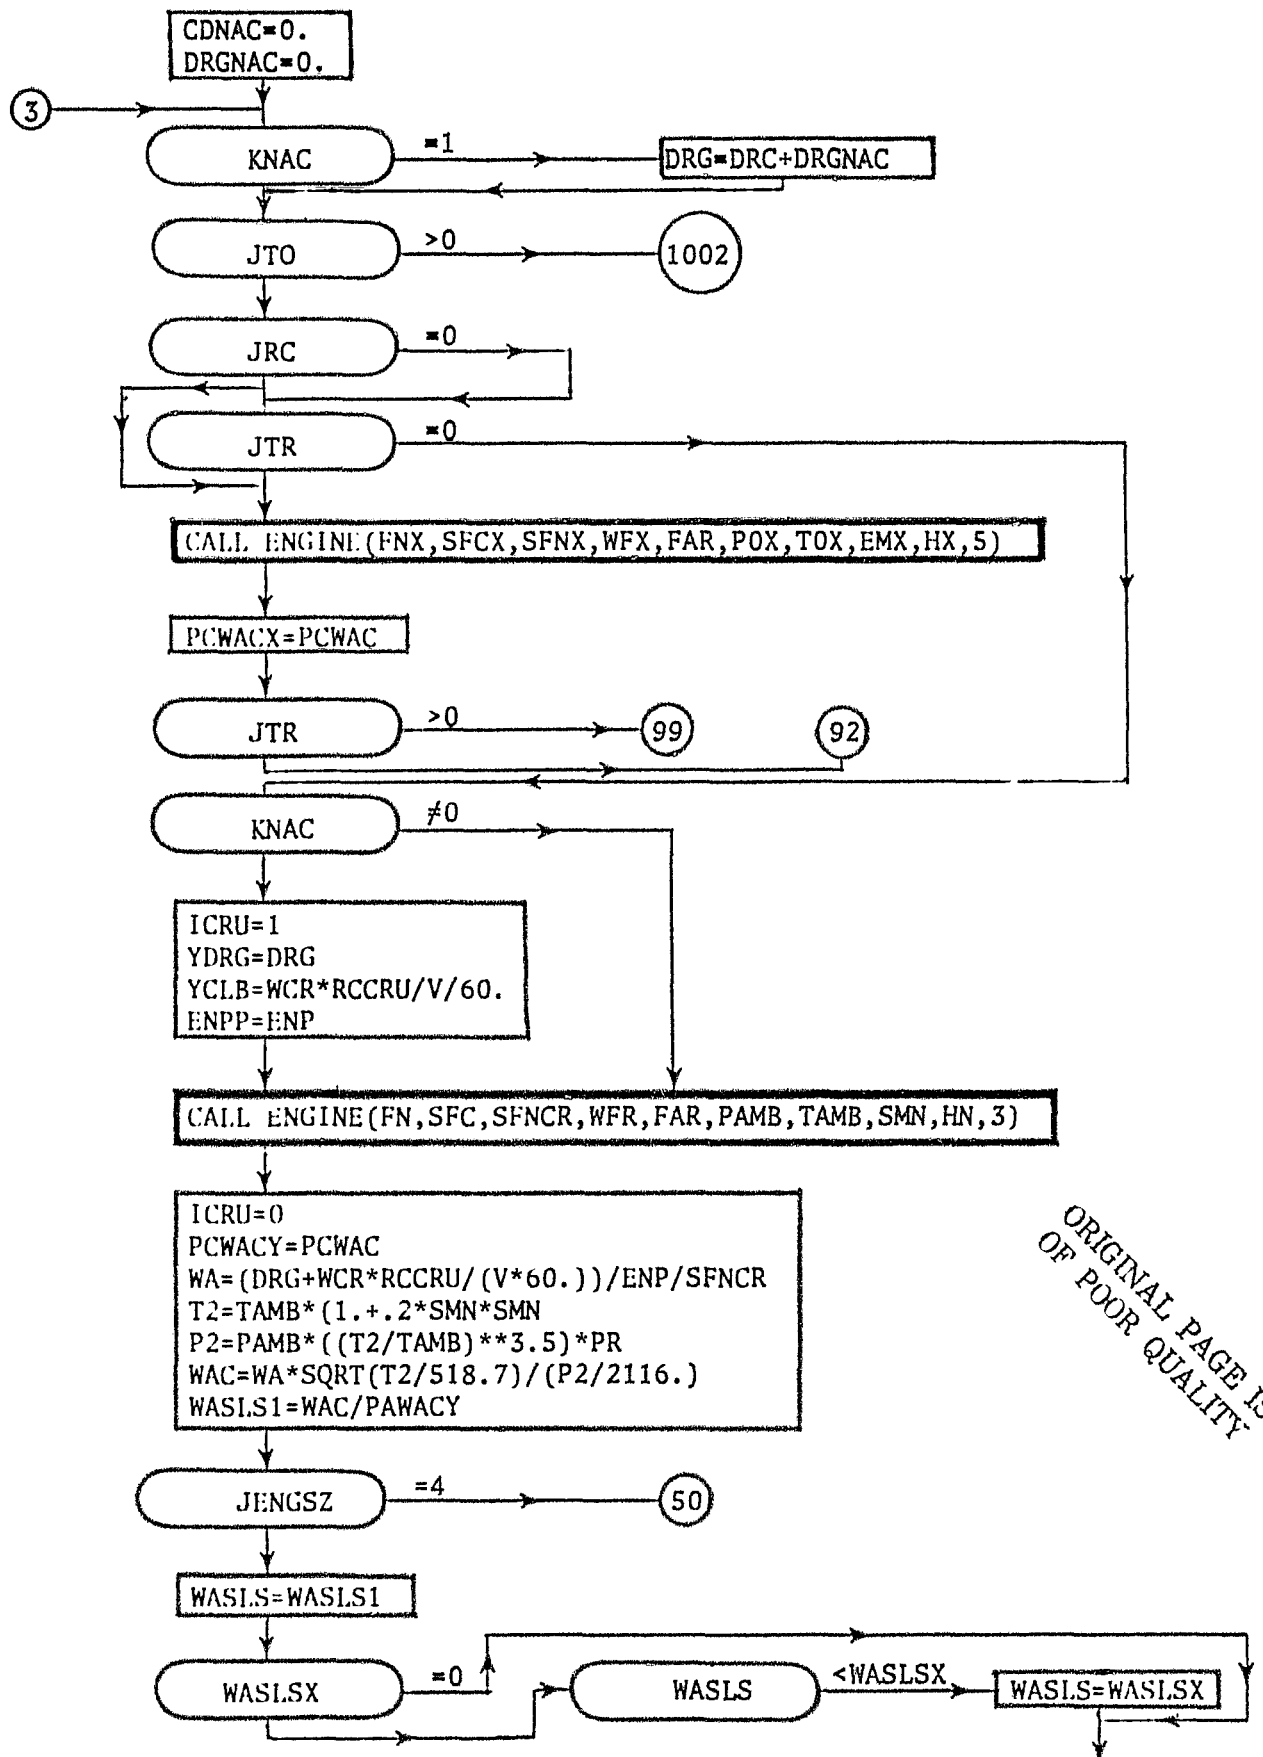 CDNAC=0.
DRGNAC=0.
3
KNAC
=1
DRG=DRC+DRGNAC
JTO
>0
1002
JRC
=0
JTR
=0
CALL ENGINE(FNX,SFCX,SFNX,WFX,FAR,POX,TOX,EMX,HX,5)
PCWACX=PCWAC
JTR
>0
99
92
KNAC
≠0
ICRU=1
YDRG=DRG
YCLB=WCR*RCCRU/V/60.
ENPP=ENP
CALL ENGINE(FN,SFC,SFNCR,WFR,FAR,PAMB,TAMB,SMN,HN,3)
ICRU=0
PCWACY=PCWAC
WA=(DRG+WCR*RCCRU/(V*60.))/ENP/SFNCR
T2=TAMB*(1.+.2*SMN*SMN
P2=PAMB*((T2/TAMB)**3.5)*PR
WAC=WA*SQRT(T2/518.7)/(P2/2116.)
WASLS1=WAC/PAWACY
ORIGINAL PAGE IS
OF POOR QUALITY
JENGSZ
=4
50
WASLS=WASLS1
WASLSX
=0
WASLS
<WASLSX
WASLS=WASLSX